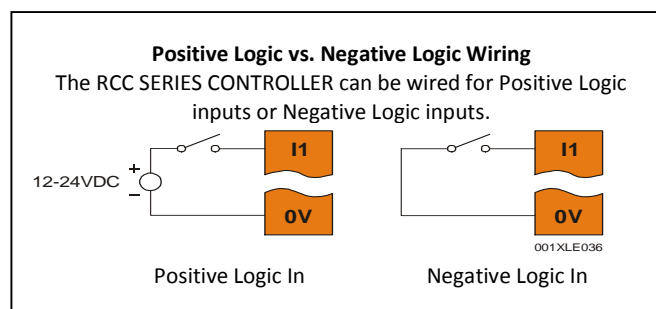 Positive Logic vs. Negative Logic Wiring
The RCC SERIES CONTROLLER can be wired for Positive Logic
inputs or Negative Logic inputs.
I1
I1
12-24VDC
+
−
0V
0V
001XLE036
Positive Logic In
Negative Logic In